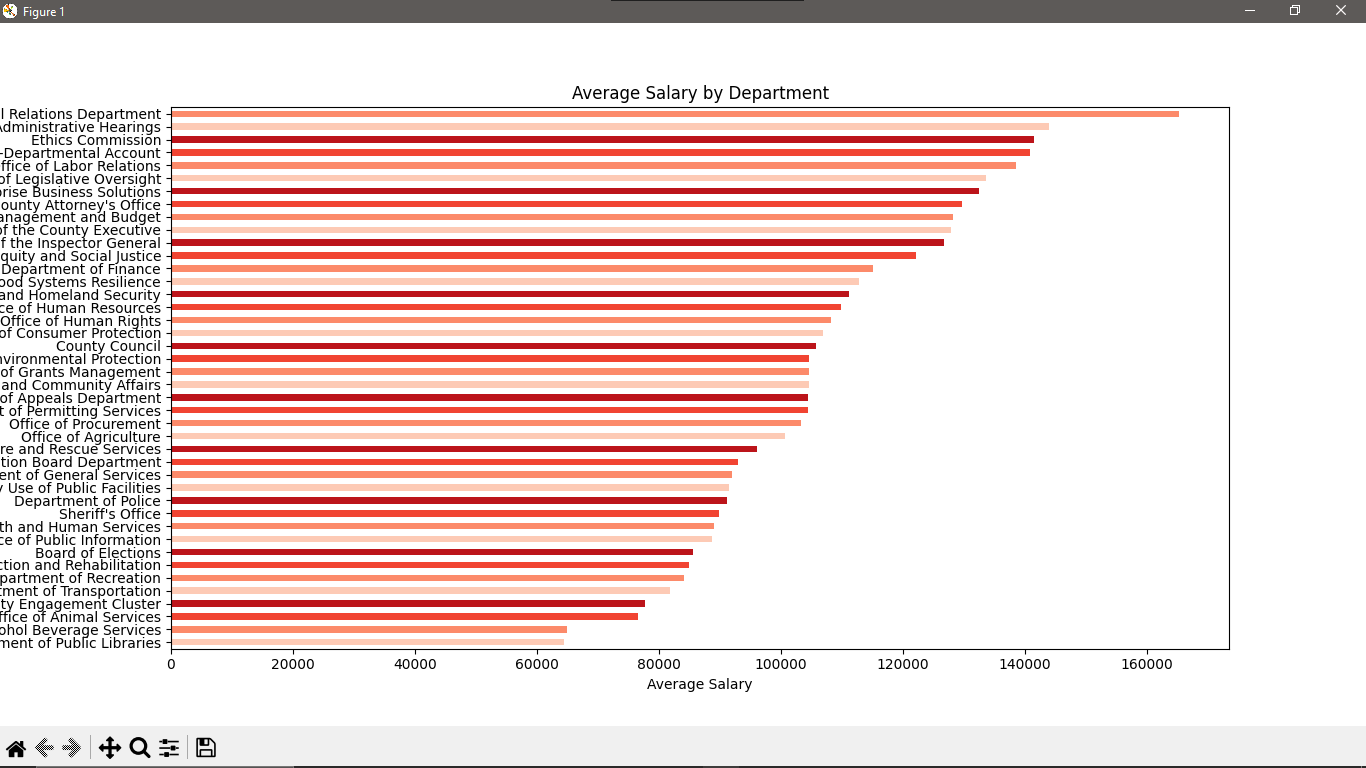 Figure 1
Average Salary by Department
l Relations Department
Administrative Hearings
Ethics Commission
-Departmental Account
ffice of Labor Relations
of Legislative Oversight
rise Business Solutions
ounty Attorney's Office
anagement and Budget
of the County Executive
f the Inspector General
quity and Social Justice
Department of Finance
ood Systems Resilience
and Homeland Security
ce of Human Resources
Office of Human Rights
of Consumer Protection
County Council
nvironmental Protection
of Grants Management
and Community Affairs
of Appeals Department
t of Permitting Services
Office of Procurement
Office of Agriculture
re and Rescue Services
tion Board Department
ent of General Services
y Use of Public Facilities
Department of Police
Sheriff's Office
th and Human Services
ce of Public Information
Board of Elections
ction and Rehabilitation
partment of Recreation
tment of Transportation
ty Engagement Cluster
ffice of Animal Services
ohol Beverage Services
ment of Public Libraries
0 20000 40000 60000 80000 100000 120000 140000 160000
Average Salary